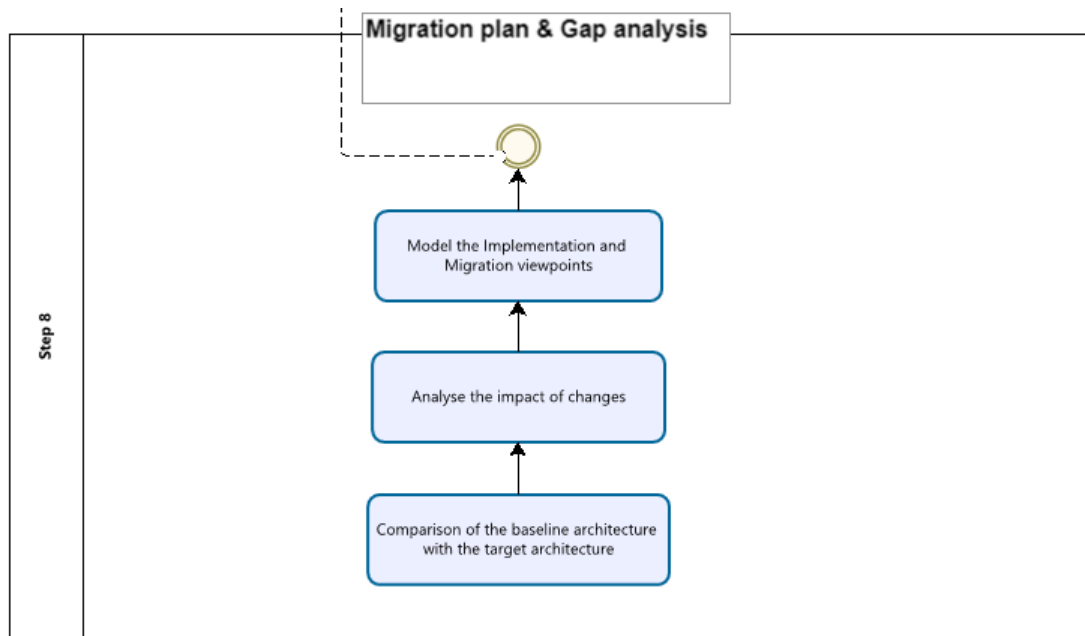 Migration plan & Gap analysis
Step 8
Model the Implementation and
Migration viewpoints
Analyse the impact of changes
Comparison of the baseline architecture
with the target architecture